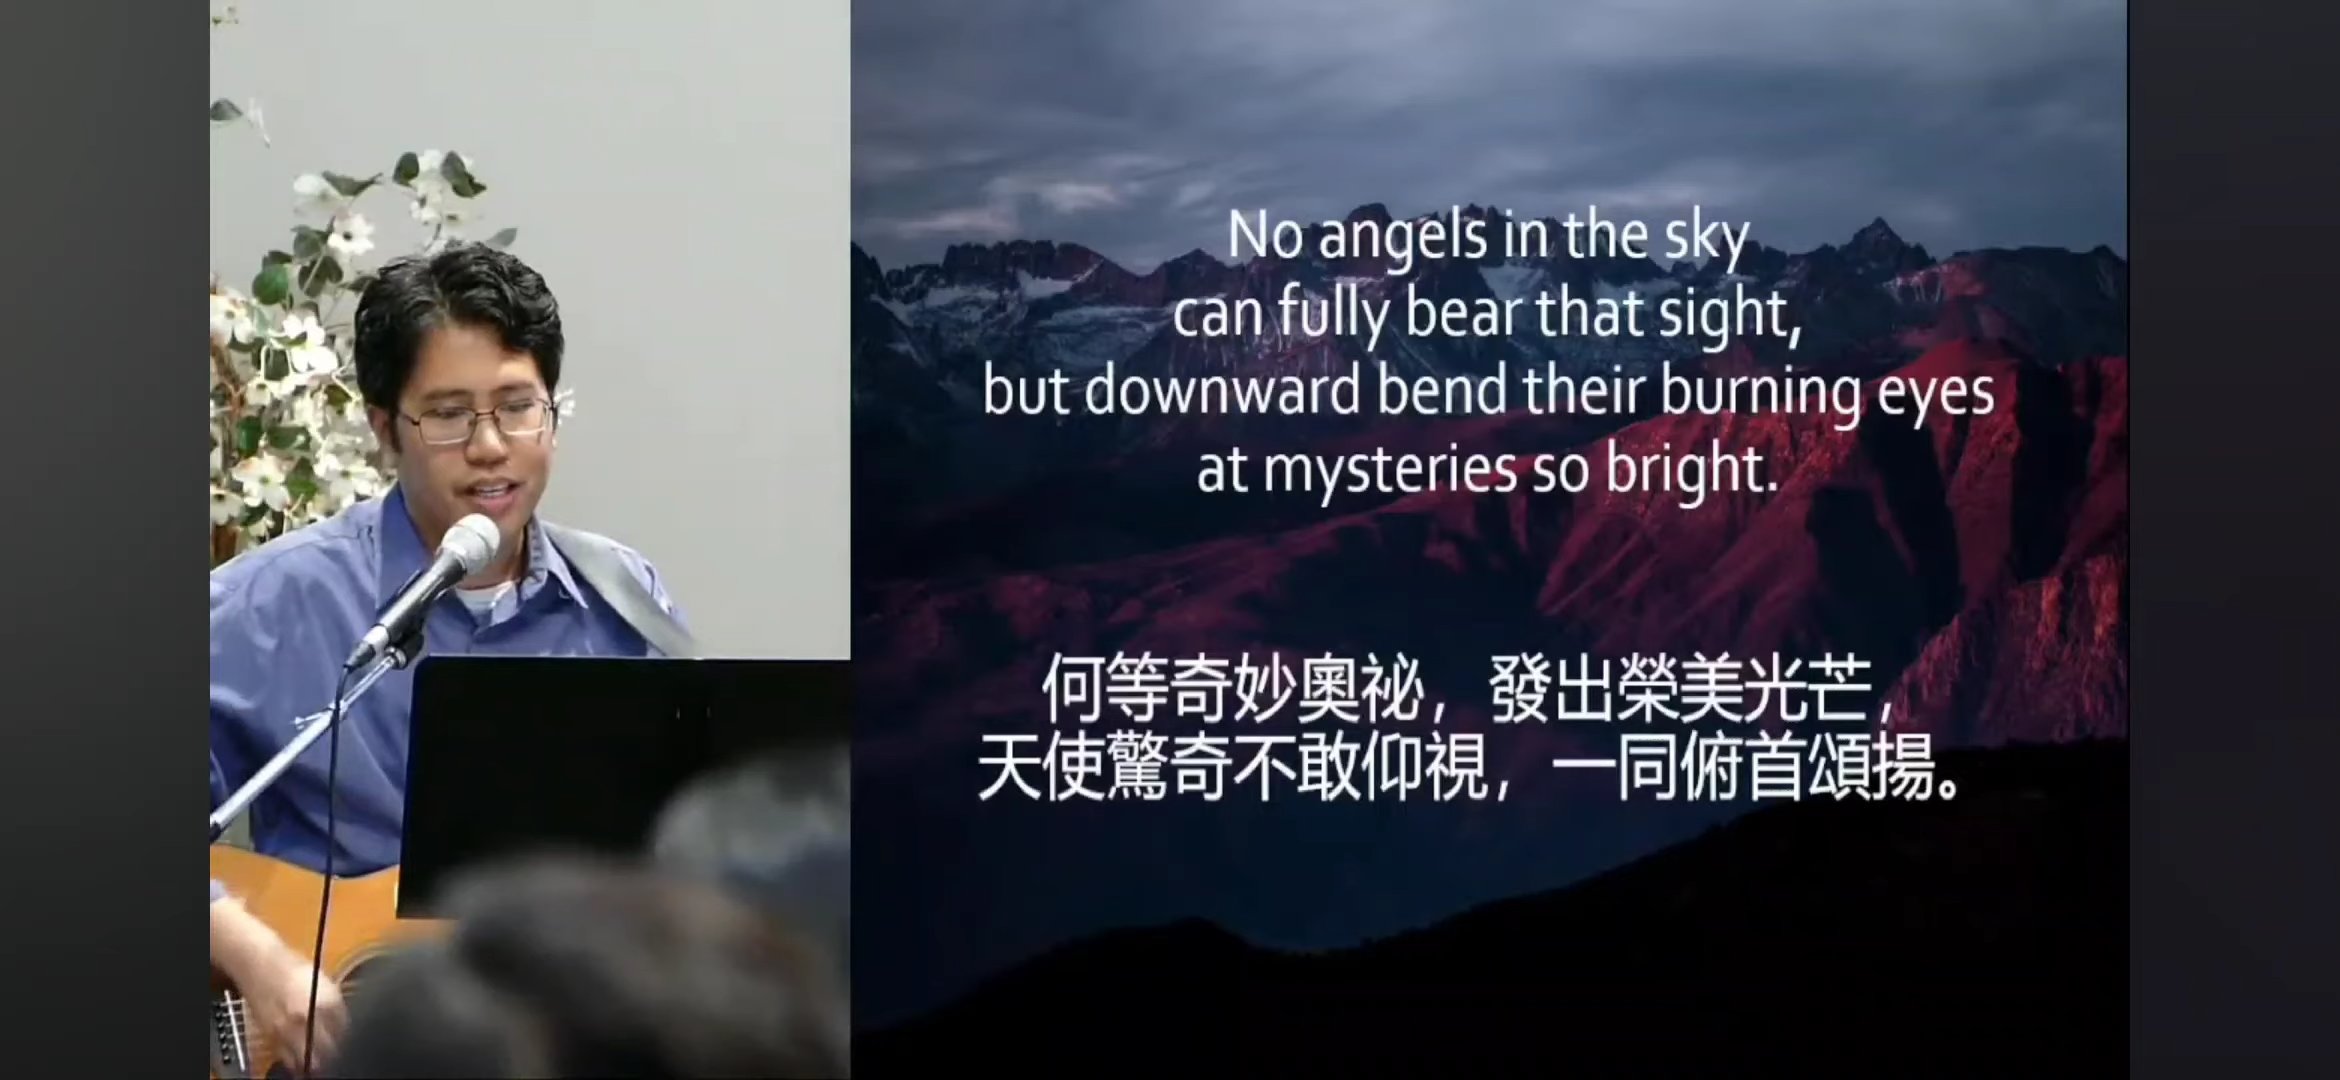 No angels in the sky
can fully bear that sight,
but downward bend their burning eyes
at mysteries so bright.
何等奇妙奧祕，發出榮美光芒，
天使驚奇不敢仰視，一同俯首頌揚。